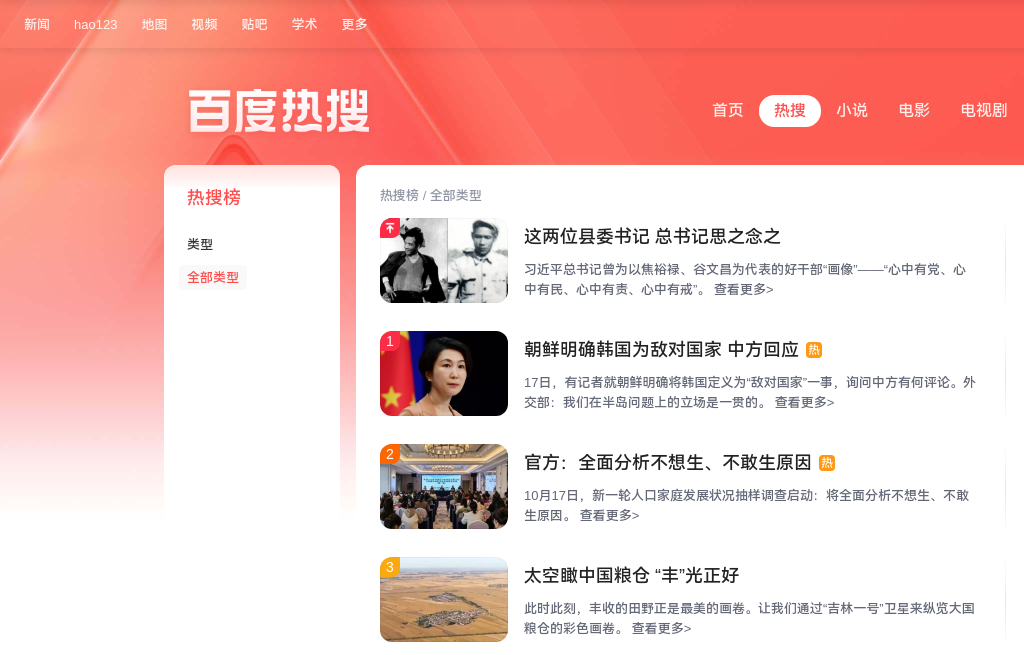 新闻 hao123 地图 视频 贴吧 学术 更多
百度热搜
首页 热搜 小说 电影 电视剧
热搜榜
类型
全部类型
热搜榜 / 全部类型
这两位县委书记 总书记思之念之
习近平总书记曾为以焦裕禄、谷文昌为代表的好干部“画像”——“心中有党、心
中有民、心中有责、心中有戒”。 查看更多>
1
朝鲜明确韩国为敌对国家 中方回应 热
17日，有记者就朝鲜明确将韩国定义为“敌对国家”一事，询问中方有何评论。外
交部：我们在半岛问题上的立场是一贯的。 查看更多>
2
官方：全面分析不想生、不敢生原因 热
10月17日，新一轮人口家庭发展状况抽样调查启动：将全面分析不想生、不敢
生原因。 查看更多>
3
太空瞰中国粮仓 “丰”光正好
此时此刻，丰收的田野正是最美的画卷。让我们通过“吉林一号”卫星来纵览大国
粮仓的彩色画卷。 查看更多>